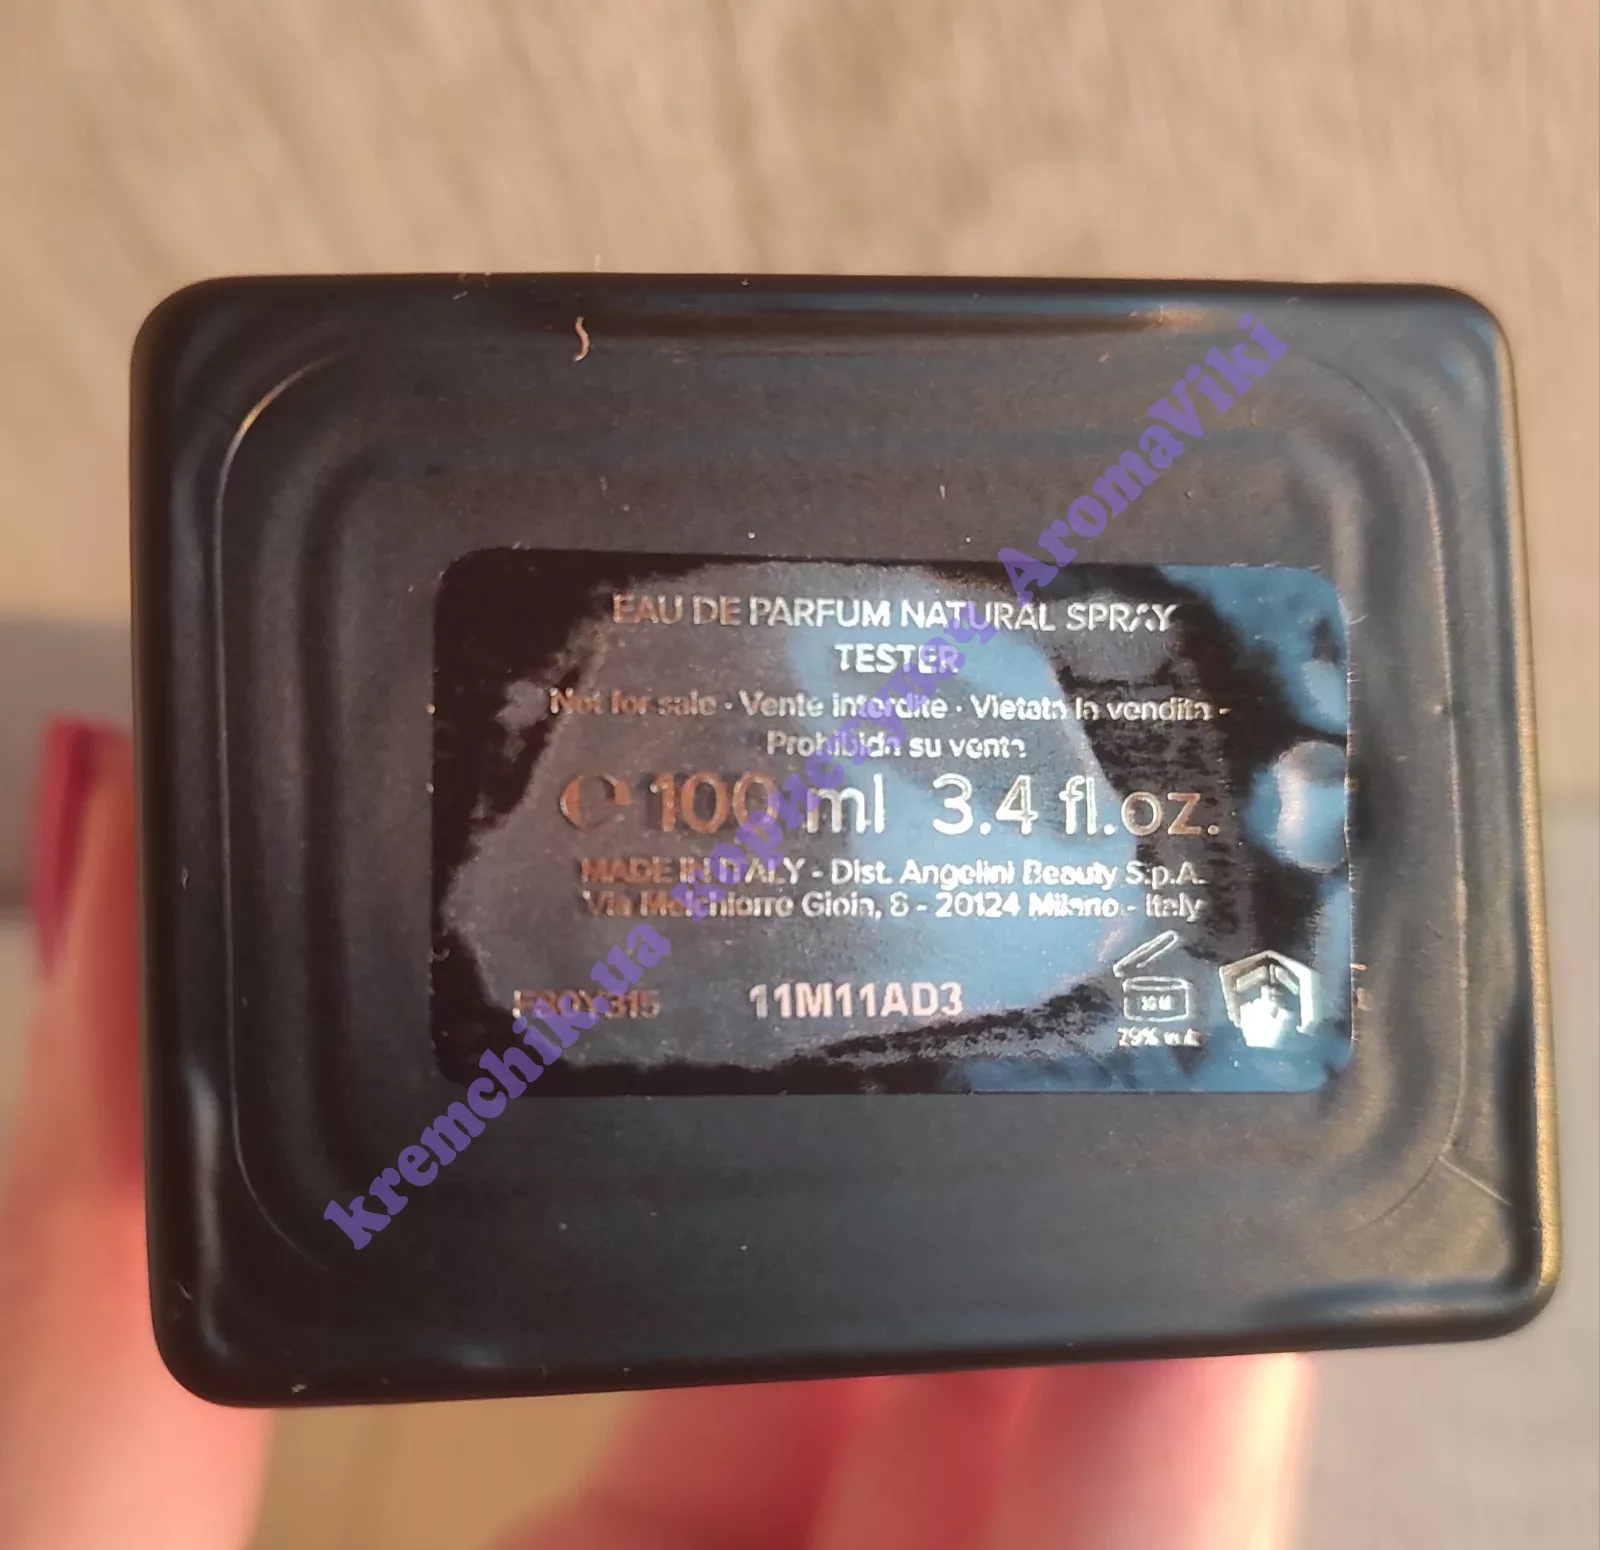 EAU DE PARFUM NATURAL SPRAY
TESTER
Not for sale - Vente interdite - Vietata la vendita -
Prohibida su venta
℮ 100 ml 3.4 fl.oz.
MADE IN ITALY - Dist. Angelini Beauty S.p.A.
Via Melchiorre Gioia, 8 - 20124 Milano - Italy
11M11AD3
79% v.
kremchik.ua користувач AromaViki